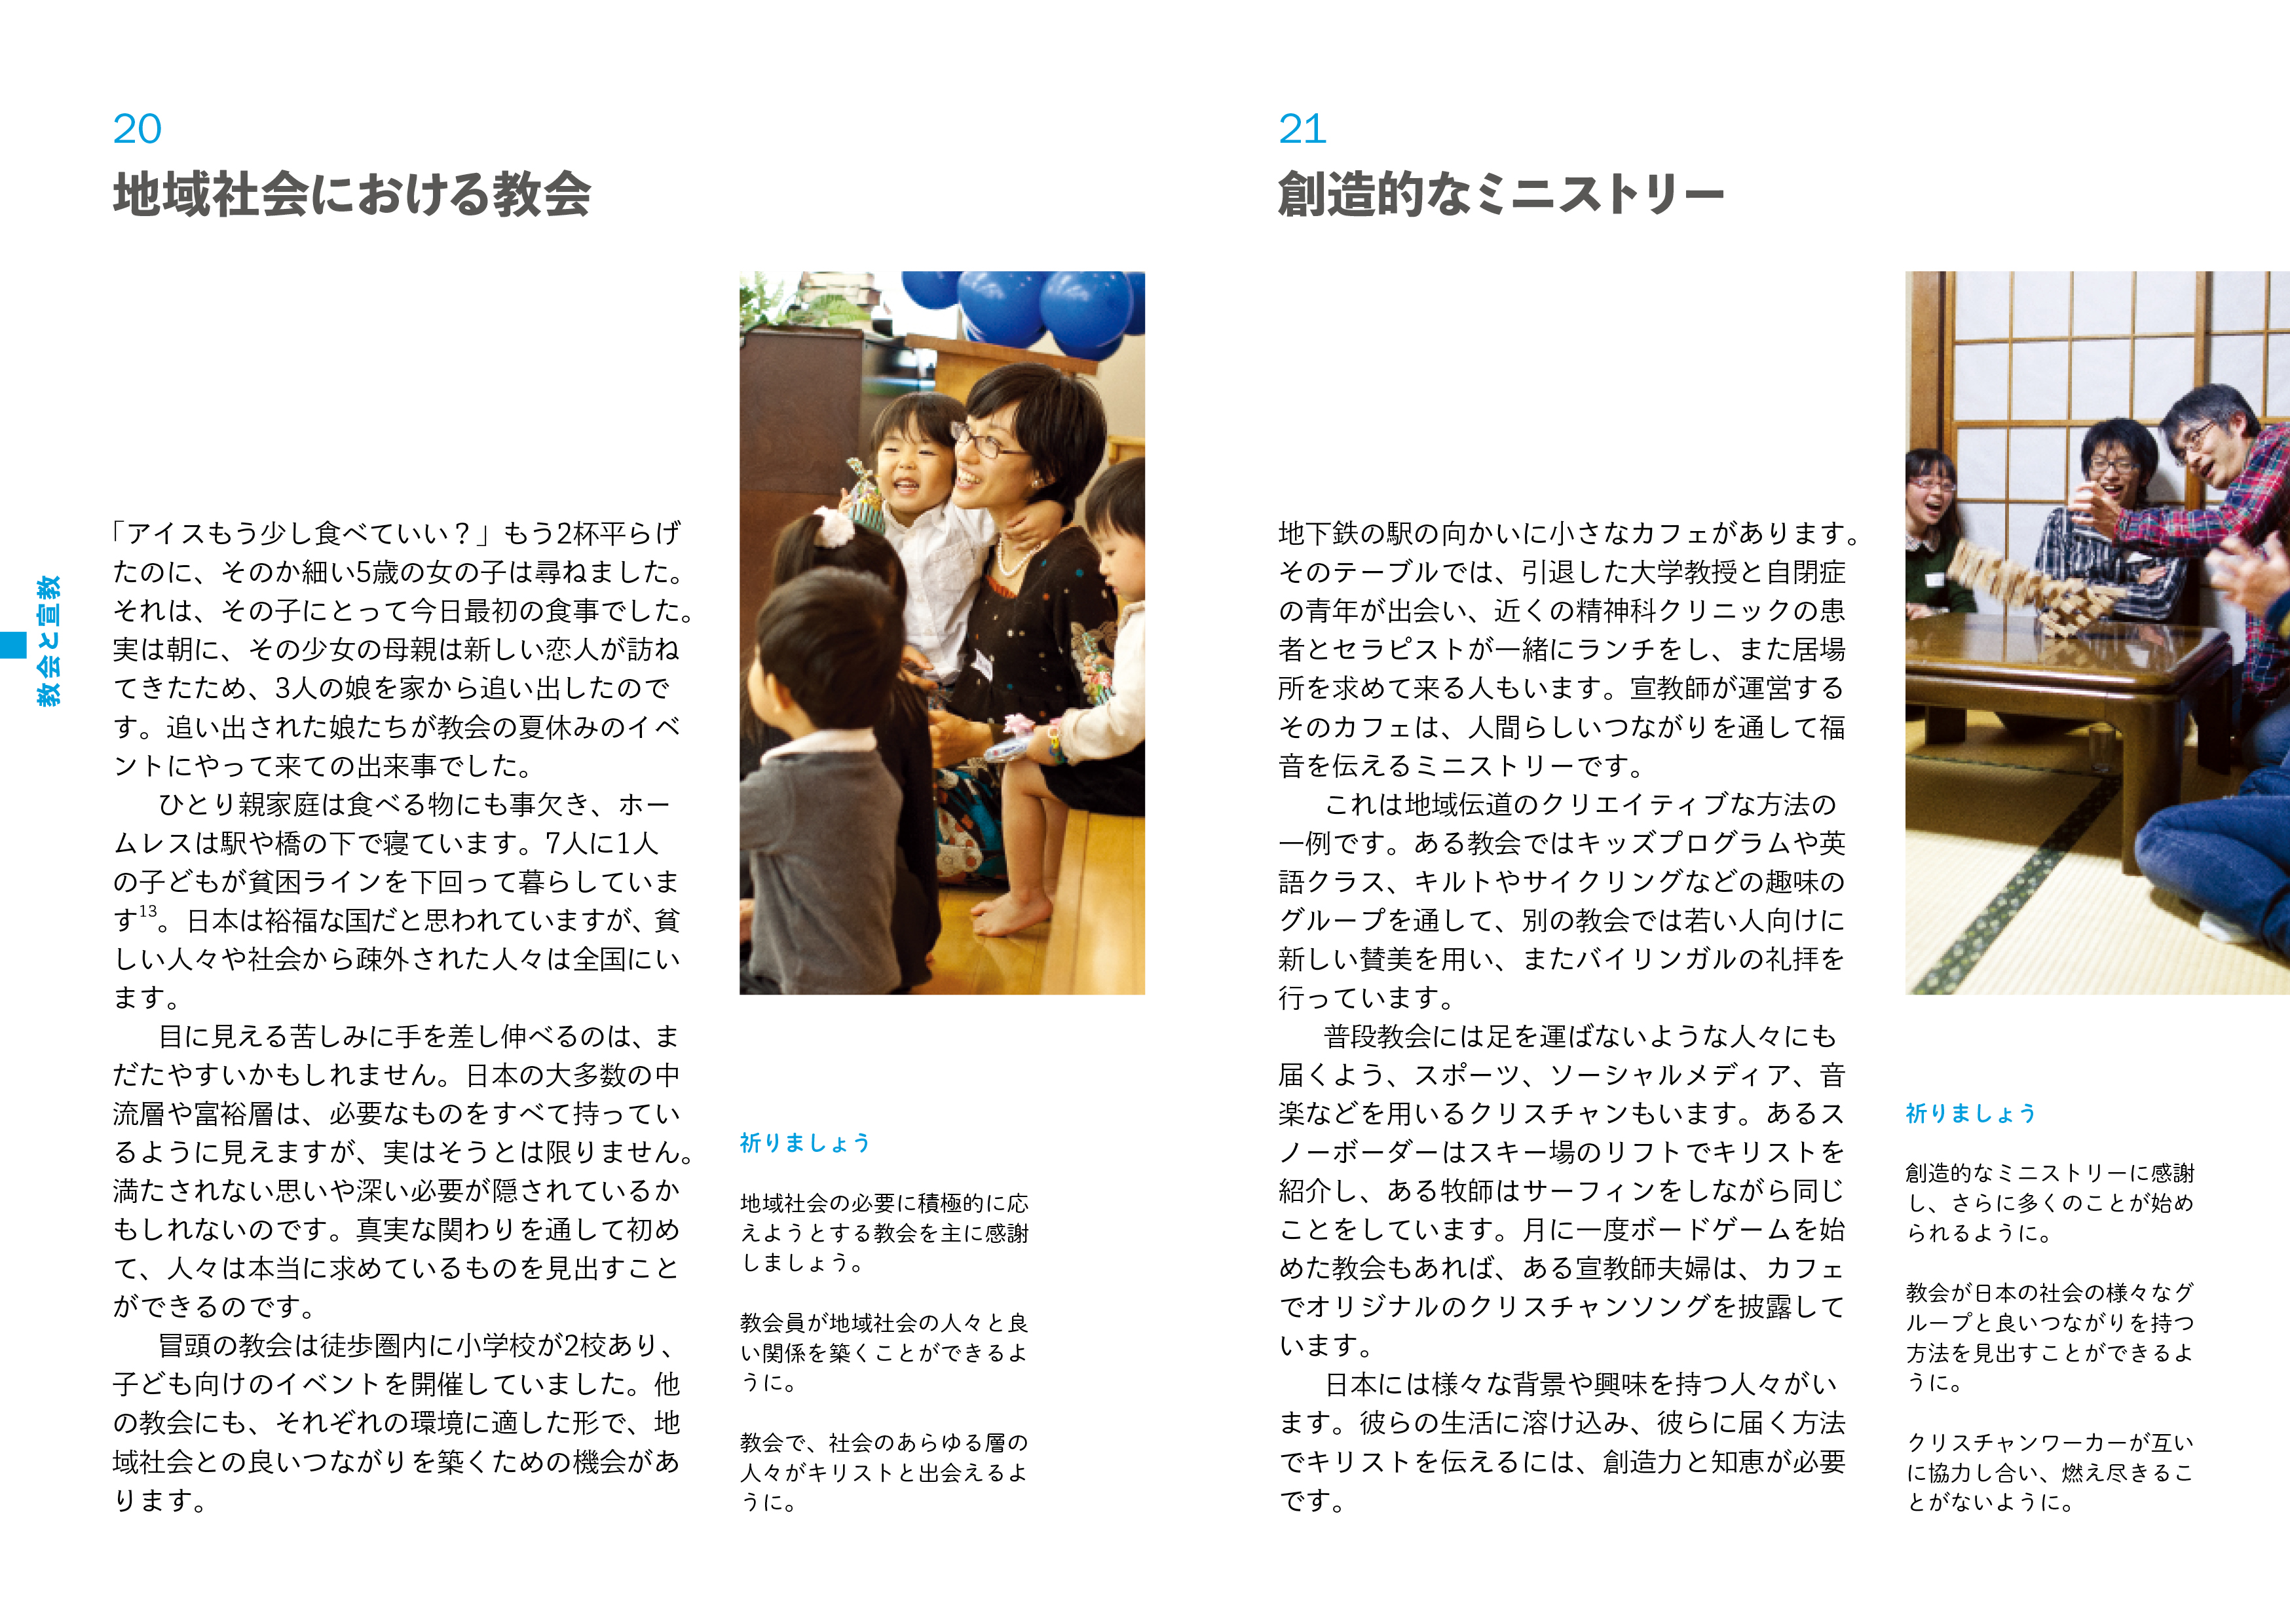 教会と宣教
20
地域社会における教会
「アイスもう少し食べていい？」もう2杯平らげ
たのに、そのか細い5歳の女の子は尋ねました。
それは、その子にとって今日最初の食事でした。
実は朝に、その少女の母親は新しい恋人が訪ね
てきたため、3人の娘を家から追い出したので
す。追い出された娘たちが教会の夏休みのイベ
ントにやって来ての出来事でした。
ひとり親家庭は食べる物にも事欠き、ホー
ムレスは駅や橋の下で寝ています。7人に1人
の子どもが貧困ラインを下回って暮らしていま
す13。日本は裕福な国だと思われていますが、貧
しい人々や社会から疎外された人々は全国にい
ます。
目に見える苦しみに手を差し伸べるのは、ま
だたやすいかもしれません。日本の大多数の中
流層や富裕層は、必要なものをすべて持ってい
るように見えますが、実はそうとは限りません。
満たされない思いや深い必要が隠されているか
もしれないのです。真実な関わりを通して初め
て、人々は本当に求めているものを見出すこと
ができるのです。
冒頭の教会は徒歩圏内に小学校が2校あり、
子ども向けのイベントを開催していました。他
の教会にも、それぞれの環境に適した形で、地
域社会との良いつながりを築くための機会があ
ります。
祈りましょう
地域社会の必要に積極的に応
えようとする教会を主に感謝
しましょう。
教会員が地域社会の人々と良
い関係を築くことができるよ
うに。
教会で、社会のあらゆる層の
人々がキリストと出会えるよ
うに。
21
創造的なミニストリー
地下鉄の駅の向かいに小さなカフェがあります。
そのテーブルでは、引退した大学教授と自閉症
の青年が出会い、近くの精神科クリニックの患
者とセラピストが一緒にランチをし、また居場
所を求めて来る人もいます。宣教師が運営する
そのカフェは、人間らしいつながりを通して福
音を伝えるミニストリーです。
これは地域伝道のクリエイティブな方法の
一例です。ある教会ではキッズプログラムや英
語クラス、キルトやサイクリングなどの趣味の
グループを通して、別の教会では若い人向けに
新しい賛美を用い、またバイリンガルの礼拝を
行っています。
普段教会には足を運ばないような人々にも
届くよう、スポーツ、ソーシャルメディア、音
楽などを用いるクリスチャンもいます。あるス
ノーボーダーはスキー場のリフトでキリストを
紹介し、ある牧師はサーフィンをしながら同じ
ことをしています。月に一度ボードゲームを始
めた教会もあれば、ある宣教師夫婦は、カフェ
でオリジナルのクリスチャンソングを披露して
います。
日本には様々な背景や興味を持つ人々がい
ます。彼らの生活に溶け込み、彼らに届く方法
でキリストを伝えるには、創造力と知恵が必要
です。
祈りましょう
創造的なミニストリーに感謝
し、さらに多くのことが始め
られるように。
教会が日本の社会の様々なグ
ループと良いつながりを持つ
方法を見出すことができるよ
うに。
クリスチャンワーカーが互い
に協力し合い、燃え尽きるこ
とがないように。